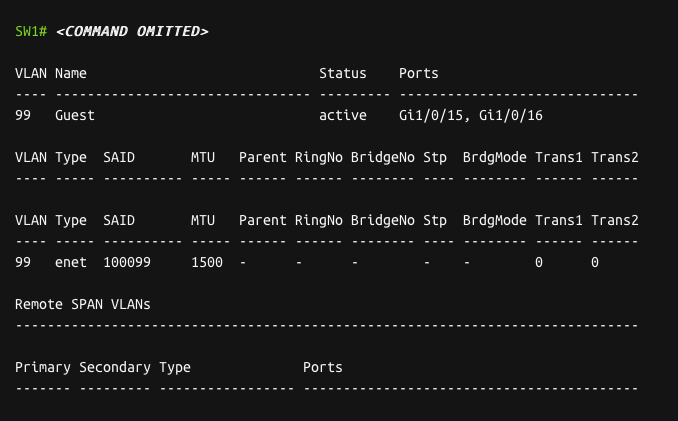 SW1# <COMMAND OMITTED>
VLAN Name                             Status    Ports
---- -------------------------------- --------- ------------------------------
99   Guest                            active    Gi1/0/15, Gi1/0/16
VLAN Type  SAID       MTU   Parent RingNo BridgeNo Stp  BrdgMode Trans1 Trans2
---- ----- ---------- ----- ------ ------ -------- ---- -------- ------ ------
VLAN Type  SAID       MTU   Parent RingNo BridgeNo Stp  BrdgMode Trans1 Trans2
---- ----- ---------- ----- ------ ------ -------- ---- -------- ------ ------
99   enet  100099     1500  -      -      -        -    -        0      0
Remote SPAN VLANs
------------------------------------------------------------------------------
Primary Secondary Type              Ports
------- --------- ----------------- ------------------------------------------